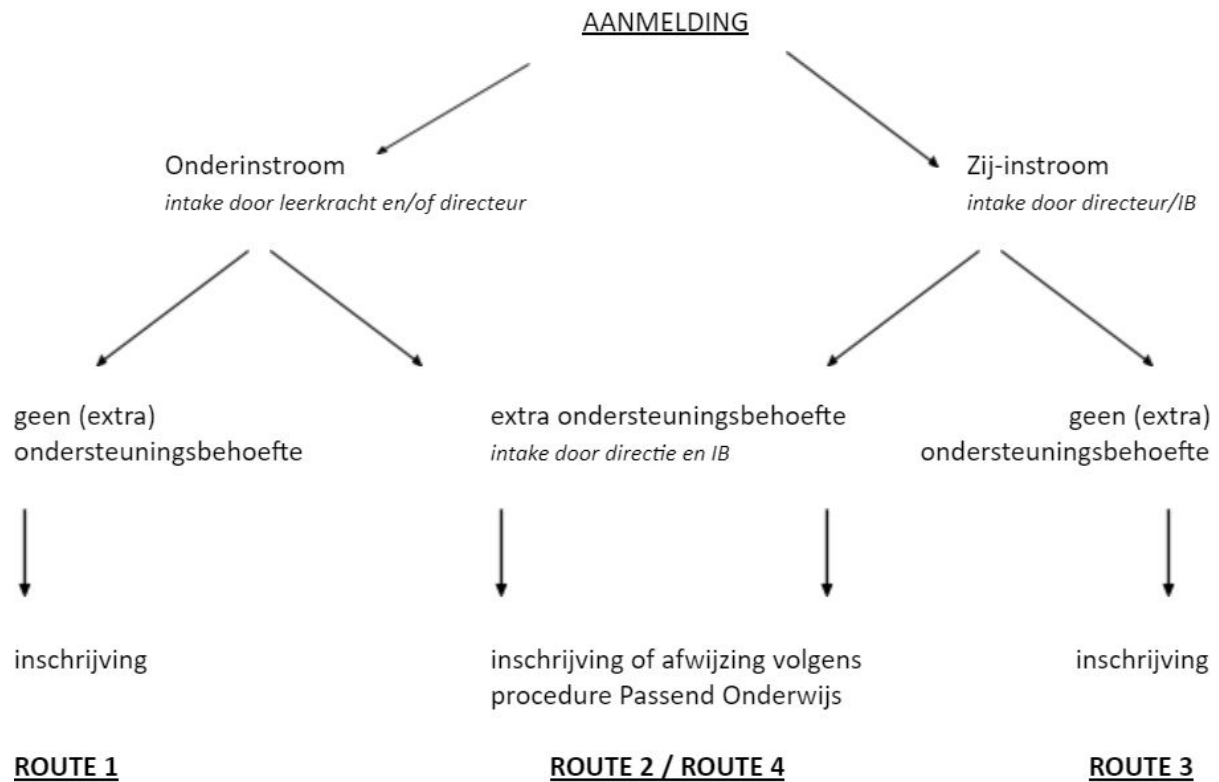 AANMELDING
Onderinstroom
intake door leerkracht en/of directeur
Zij-instroom
intake door directeur/IB
geen (extra)
ondersteuningsbehoefte
extra ondersteuningsbehoefte
intake door directie en IB
geen (extra)
ondersteuningsbehoefte
inschrijving
inschrijving of afwijzing volgens
procedure Passend Onderwijs
inschrijving
ROUTE 1
ROUTE 2 / ROUTE 4
ROUTE 3